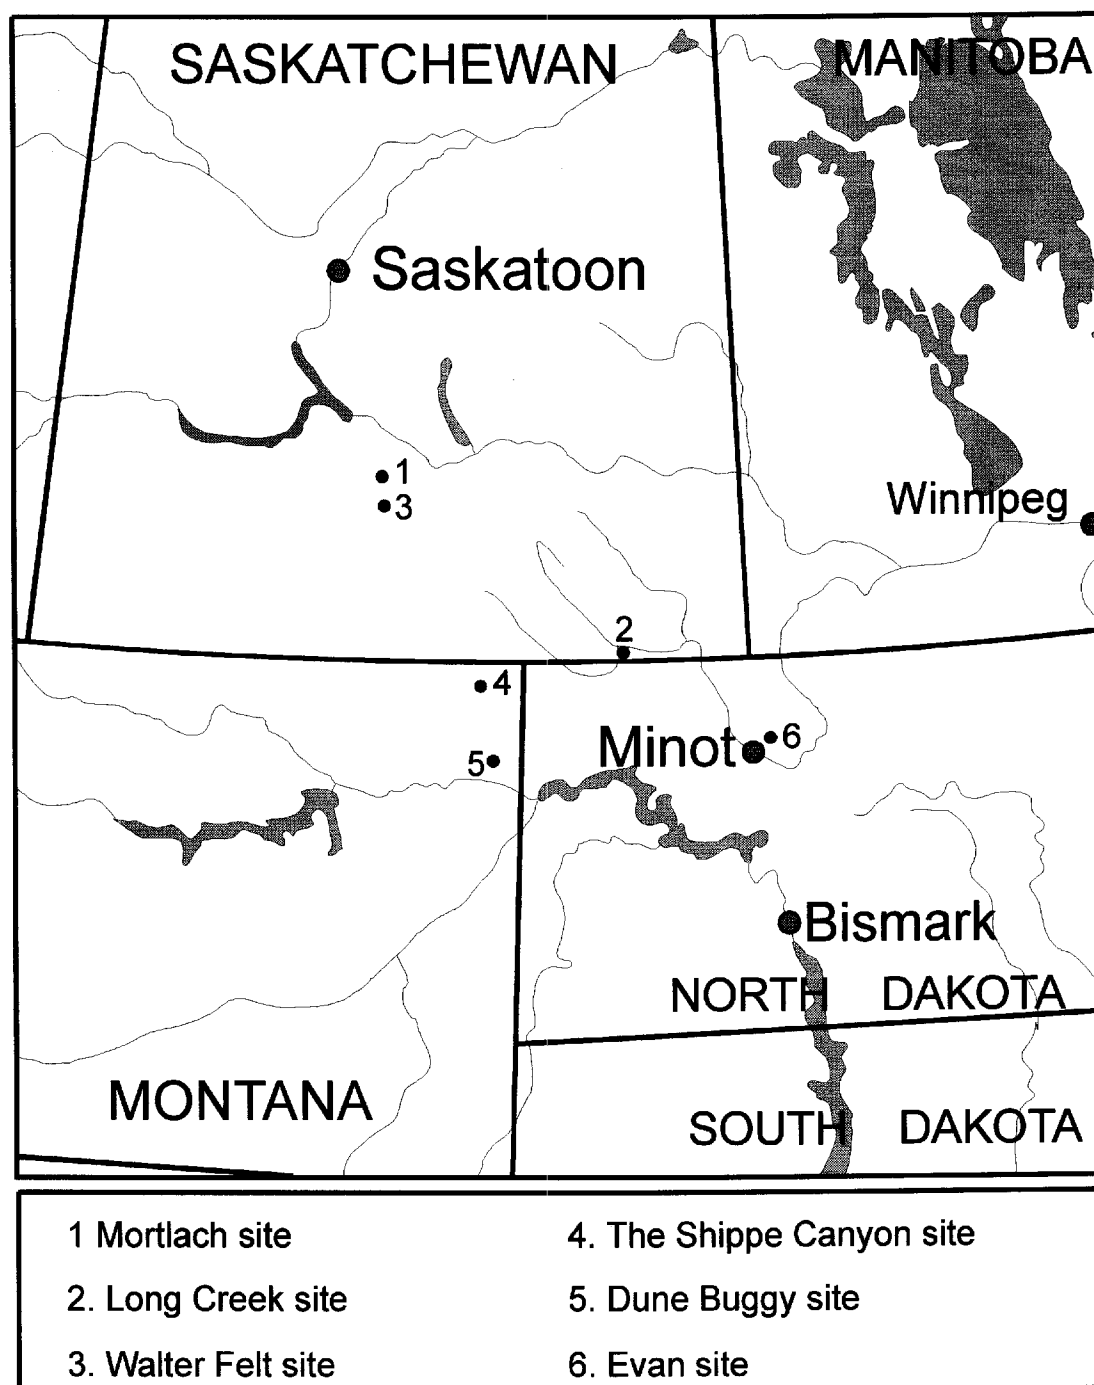 SASKATCHEWAN
MANITOBA
Saskatoon
1
3
Winnipeg
2
4
Minot
6
5
Bismark
NORTH DAKOTA
MONTANA
SOUTH DAKOTA
1 Mortlach site
2. Long Creek site
3. Walter Felt site
4. The Shippe Canyon site
5. Dune Buggy site
6. Evan site